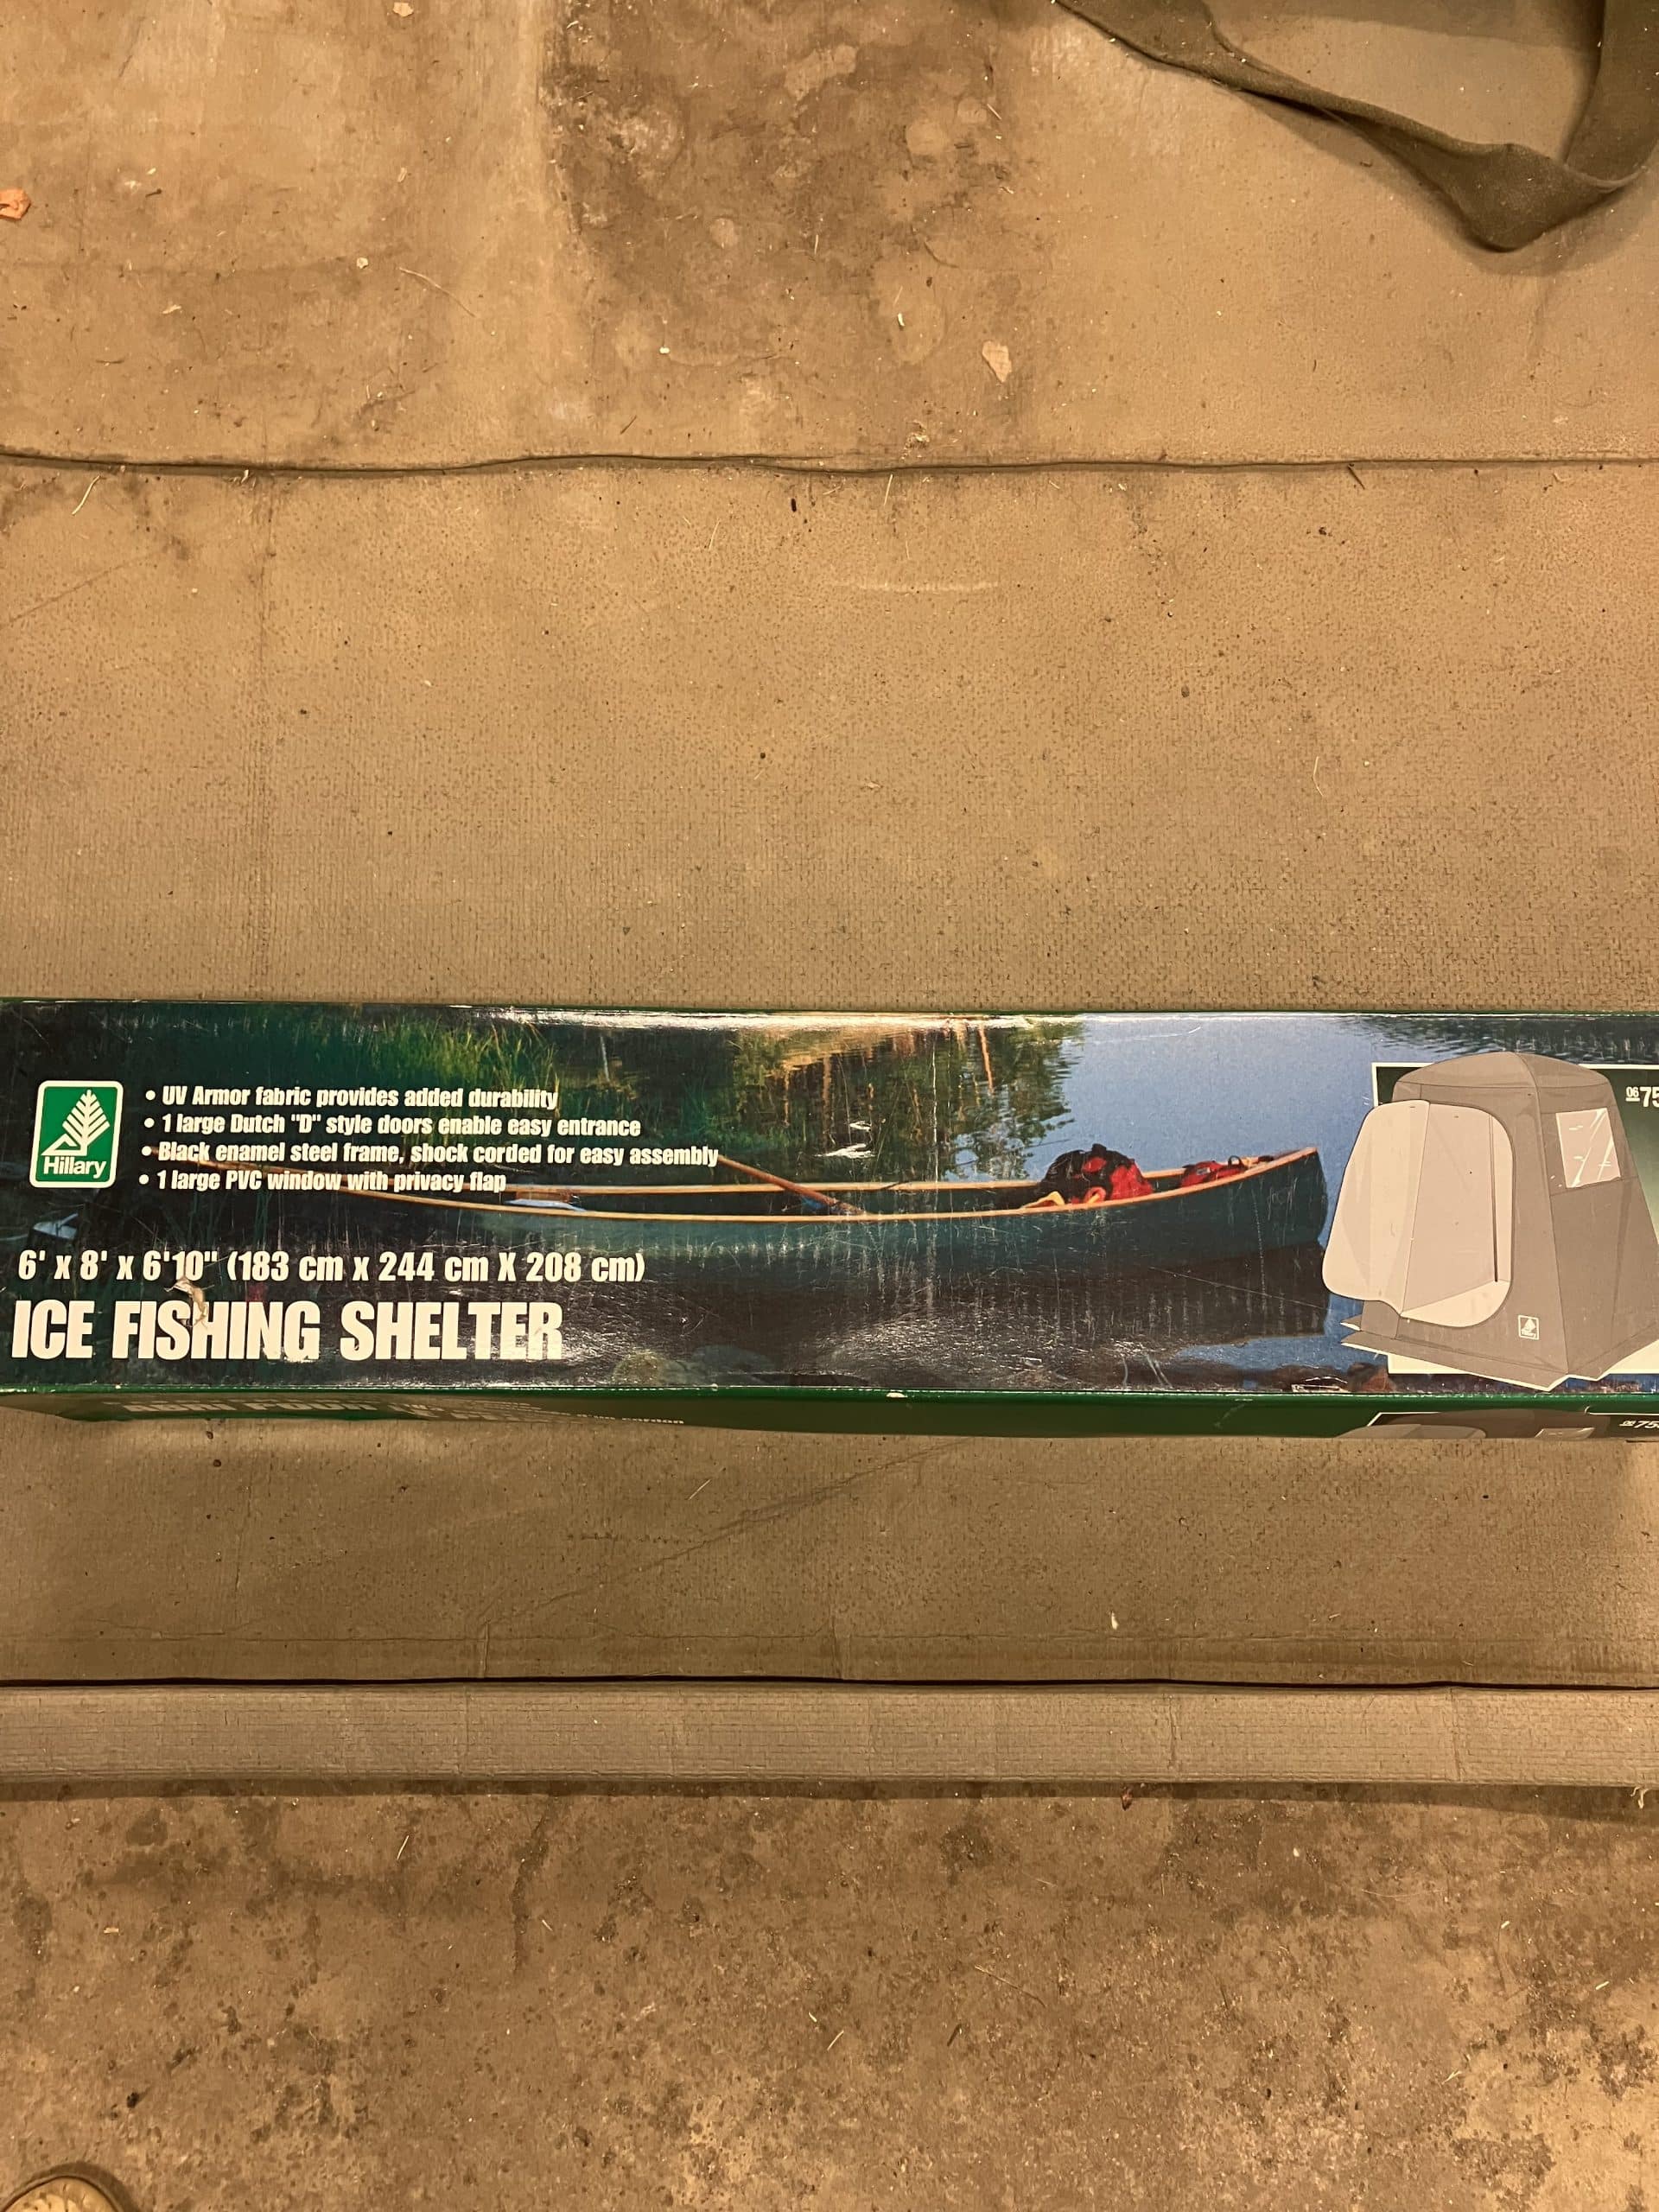 Hillary
• UV Armor fabric provides added durability
• 1 large Dutch "D" style doors enable easy entrance
• Black enamel steel frame, shock corded for easy assembly
• 1 large PVC window with privacy flap
6' x 8' x 6'10" (183 cm x 244 cm X 208 cm)
ICE FISHING SHELTER
0675